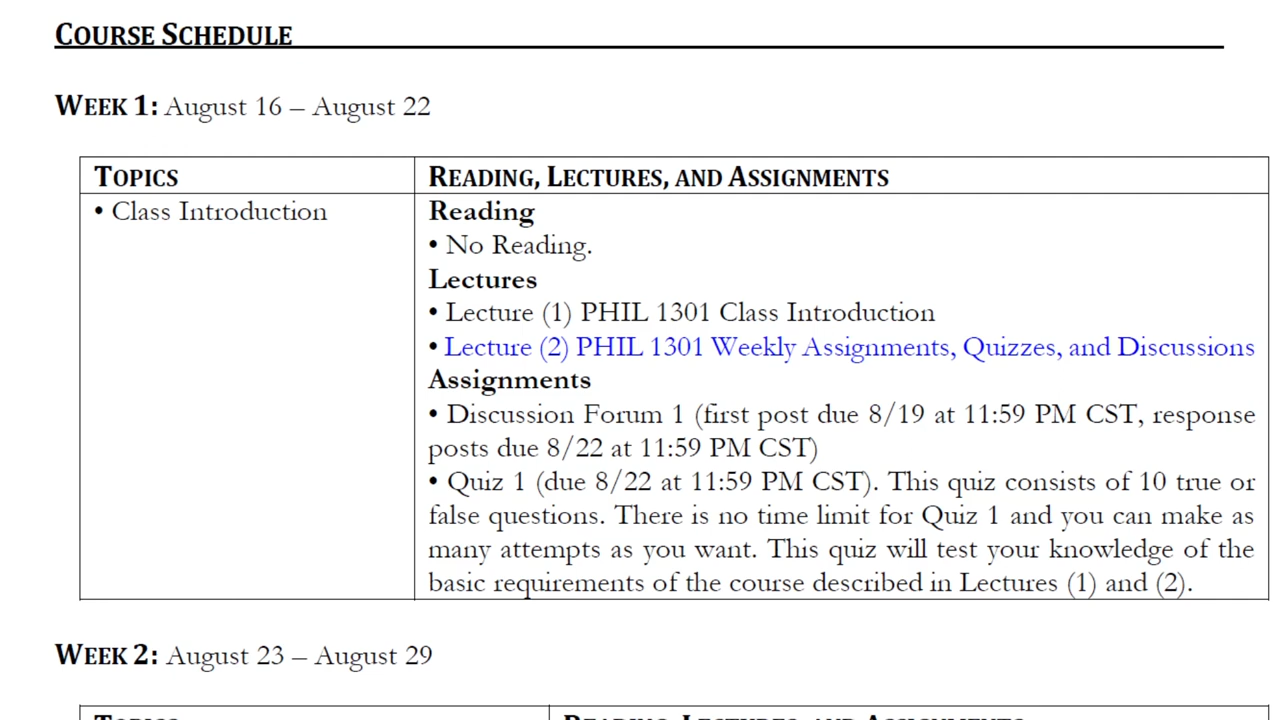 COURSE SCHEDULE
WEEK 1: August 16 – August 22
TOPICS
READING, LECTURES, AND ASSIGNMENTS
• Class Introduction
Reading
• No Reading.
Lectures
• Lecture (1) PHIL 1301 Class Introduction
• Lecture (2) PHIL 1301 Weekly Assignments, Quizzes, and Discussions
Assignments
• Discussion Forum 1 (first post due 8/19 at 11:59 PM CST, response
posts due 8/22 at 11:59 PM CST)
• Quiz 1 (due 8/22 at 11:59 PM CST). This quiz consists of 10 true or
false questions. There is no time limit for Quiz 1 and you can make as
many attempts as you want. This quiz will test your knowledge of the
basic requirements of the course described in Lectures (1) and (2).
WEEK 2: August 23 – August 29
TOPICS
READING, LECTURES, AND ASSIGNMENTS